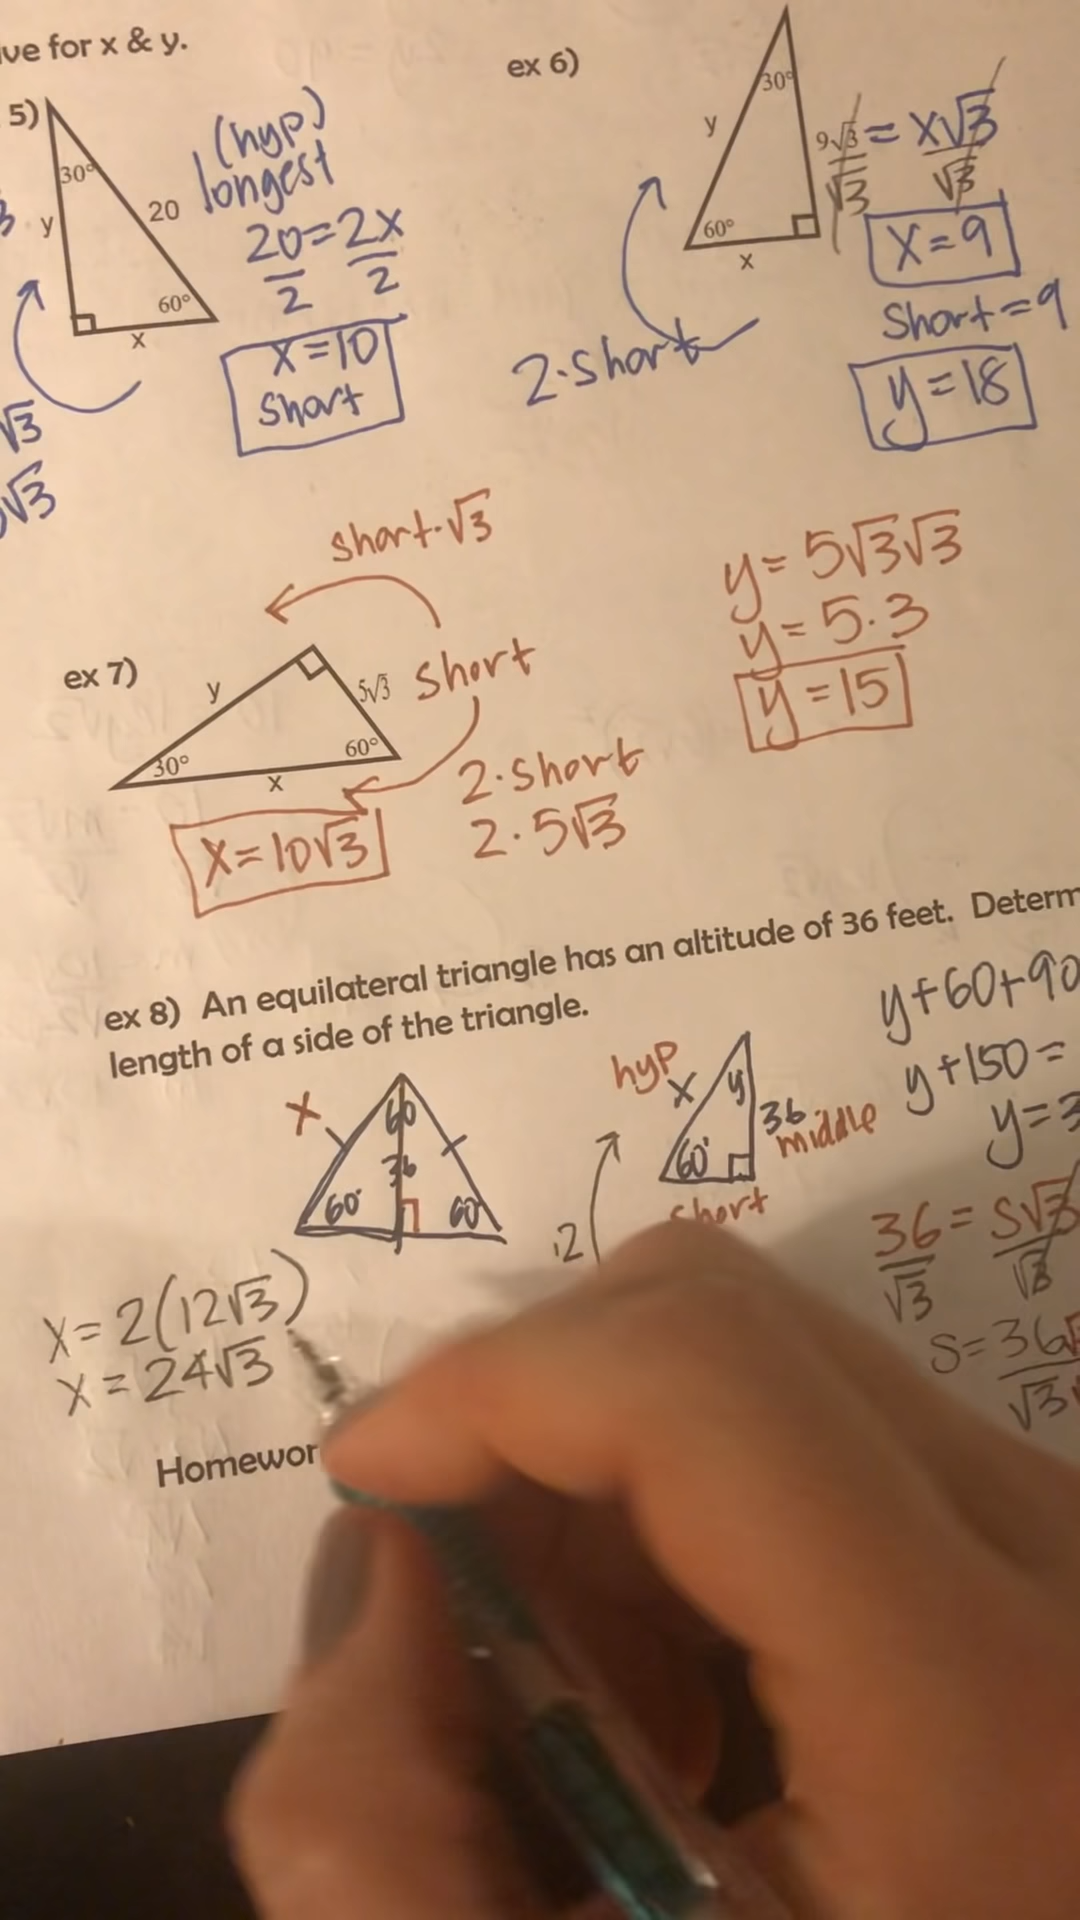 ve for x & y.
5)
30°
y
20
60°
x
(hyp)
longest
20=2x
2 2
x=10
short
√3
√3
ex 6)
30°
y
9√3 = x√3
√3 √3
60°
x
x=9
short=9
2·short
y=18
short·√3
y=5√3√3
y=5·3
y=15
ex 7)
y
5√3
short
30°
60°
x
2·short
2·5√3
x=10√3
ex 8) An equilateral triangle has an altitude of 36 feet. Determ
length of a side of the triangle.
y+60+90
y+150=
y=3
hyp
x
y
36
middle
60°
short
x
60
36
60°
60°
·2
36=s√3
√3 √3
s=36√
√3
x=2(12√3)
x=24√3
Homewor